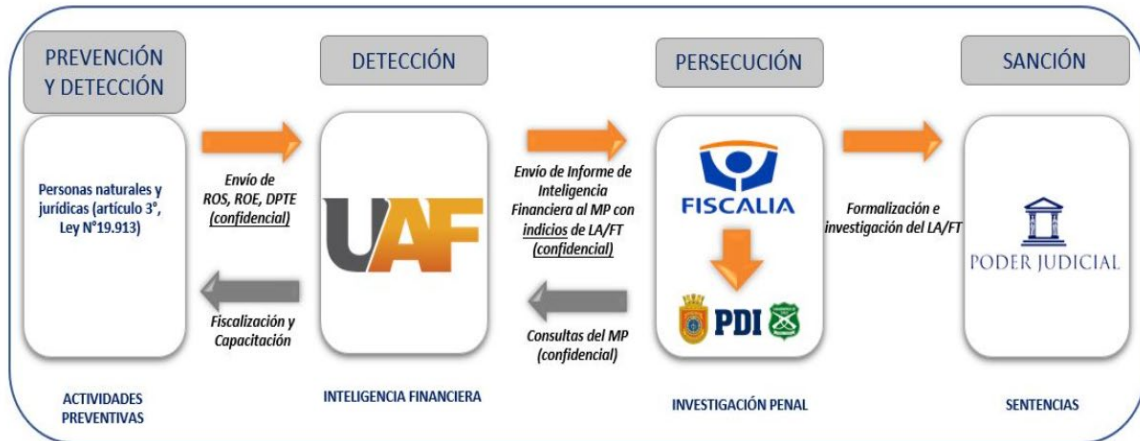 PREVENCIÓN
Y DETECCIÓN
DETECCIÓN
PERSECUCIÓN
SANCIÓN
Personas naturales y
jurídicas (artículo 3°,
Ley N°19.913)
Envío de
ROS, ROE, DPTE
(confidencial)
Fiscalización y
Capacitación
UAF
Envío de Informe de
Inteligencia
Financiera al MP con
indicios de LA/FT
(confidencial)
Consultas del MP
(confidencial)
FISCALIA
PDI
Formalización e
investigación del LA/FT
PODER JUDICIAL
ACTIVIDADES
PREVENTIVAS
INTELIGENCIA FINANCIERA
INVESTIGACIÓN PENAL
SENTENCIAS